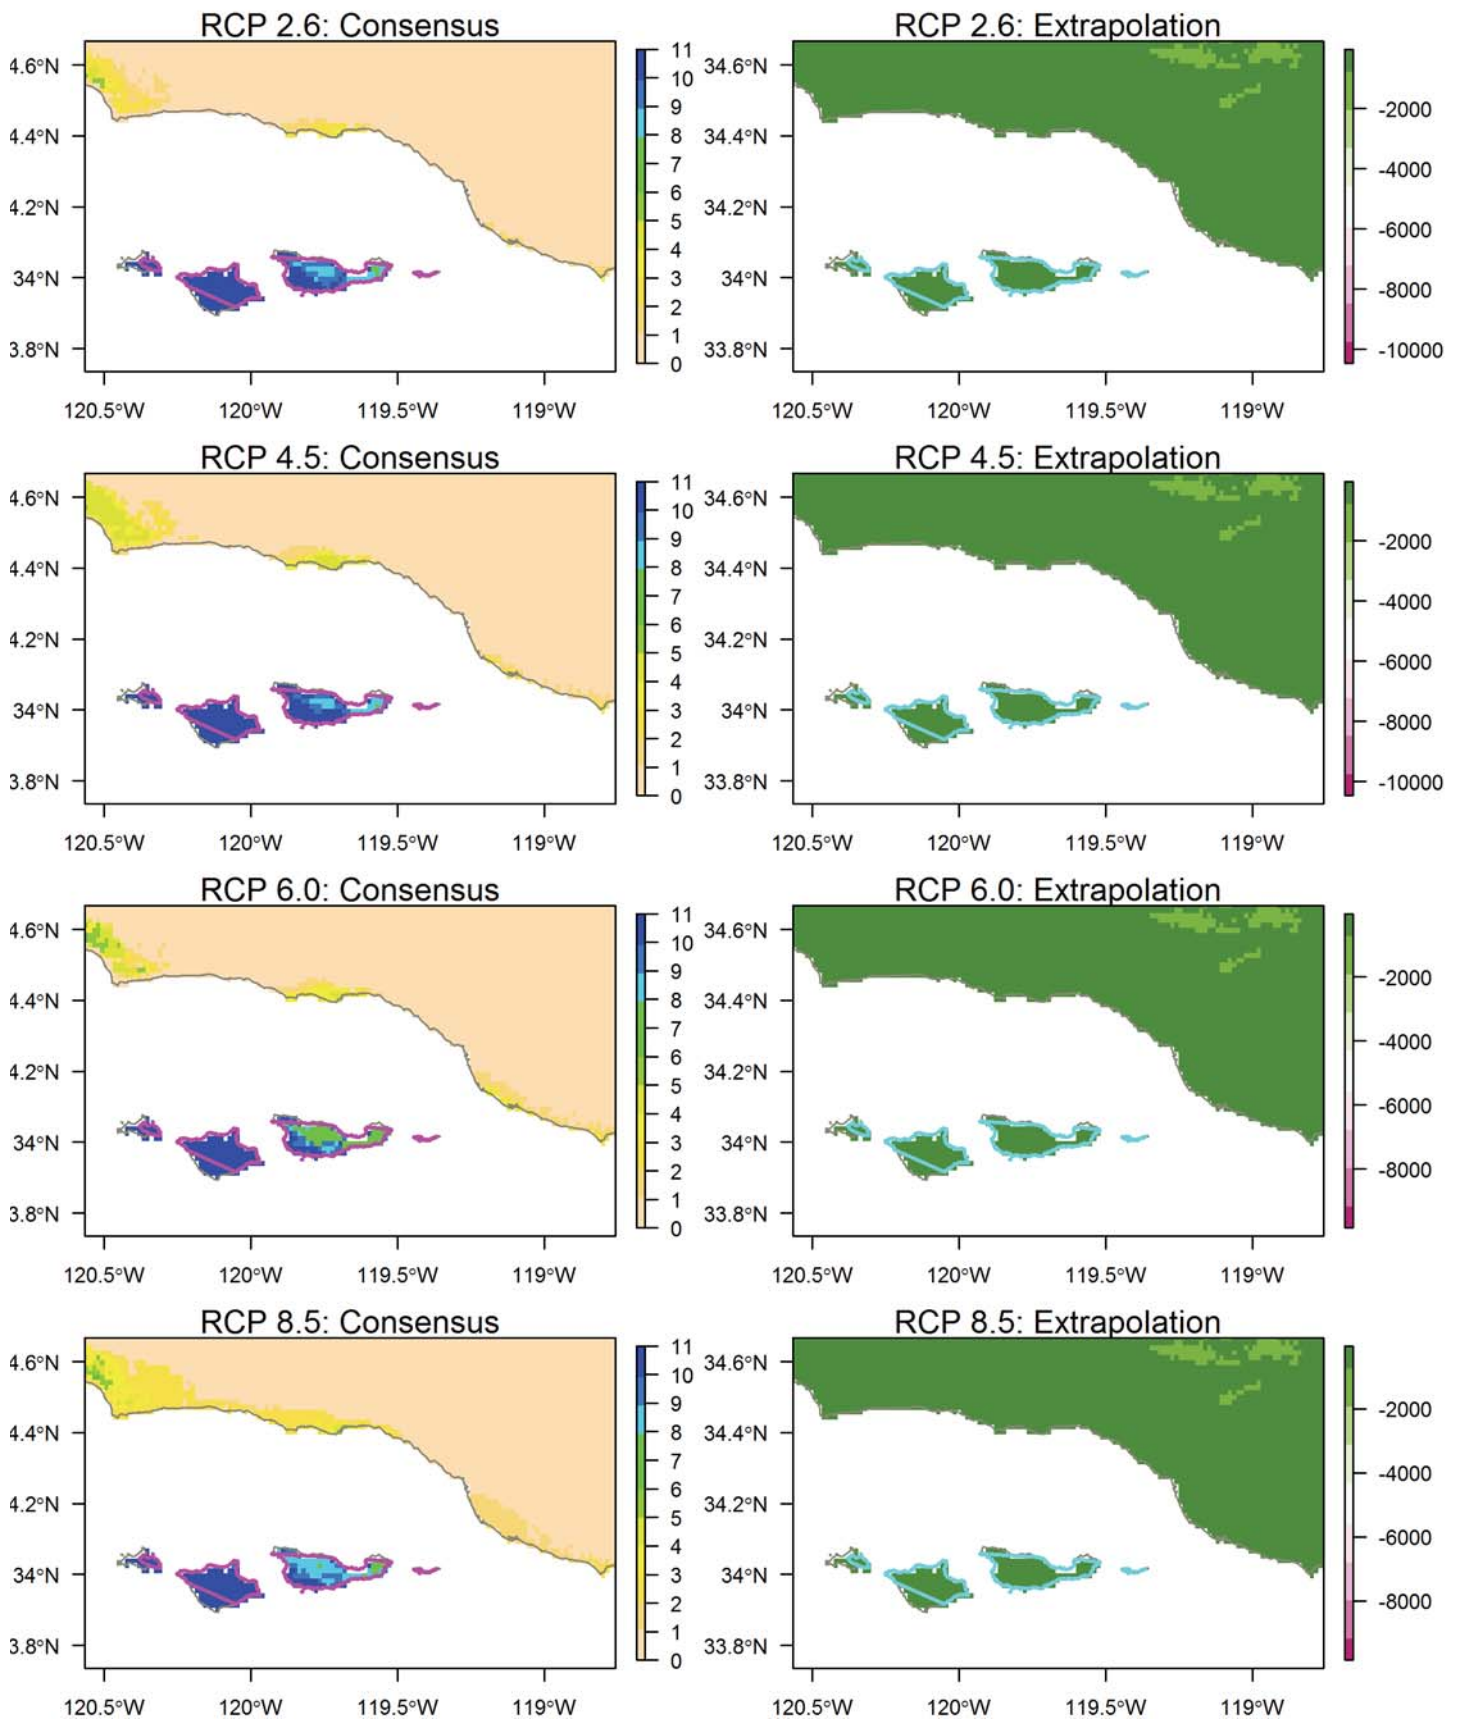 RCP 2.6: Consensus
4.6°N
4.4°N
4.2°N
34°N
3.8°N
120.5°W 120°W 119.5°W 119°W
11
10
9
8
7
6
5
4
3
2
1
0
RCP 2.6: Extrapolation
34.6°N
34.4°N
34.2°N
34°N
33.8°N
120.5°W 120°W 119.5°W 119°W
-2000
-4000
-6000
-8000
-10000
RCP 4.5: Consensus
4.6°N
4.4°N
4.2°N
34°N
3.8°N
120.5°W 120°W 119.5°W 119°W
11
10
9
8
7
6
5
4
3
2
1
0
RCP 4.5: Extrapolation
34.6°N
34.4°N
34.2°N
34°N
33.8°N
120.5°W 120°W 119.5°W 119°W
-2000
-4000
-6000
-8000
-10000
RCP 6.0: Consensus
4.6°N
4.4°N
4.2°N
34°N
3.8°N
120.5°W 120°W 119.5°W 119°W
11
10
9
8
7
6
5
4
3
2
1
0
RCP 6.0: Extrapolation
34.6°N
34.4°N
34.2°N
34°N
33.8°N
120.5°W 120°W 119.5°W 119°W
-2000
-4000
-6000
-8000
RCP 8.5: Consensus
4.6°N
4.4°N
4.2°N
34°N
3.8°N
120.5°W 120°W 119.5°W 119°W
11
10
9
8
7
6
5
4
3
2
1
0
RCP 8.5: Extrapolation
34.6°N
34.4°N
34.2°N
34°N
33.8°N
120.5°W 120°W 119.5°W 119°W
-2000
-4000
-6000
-8000